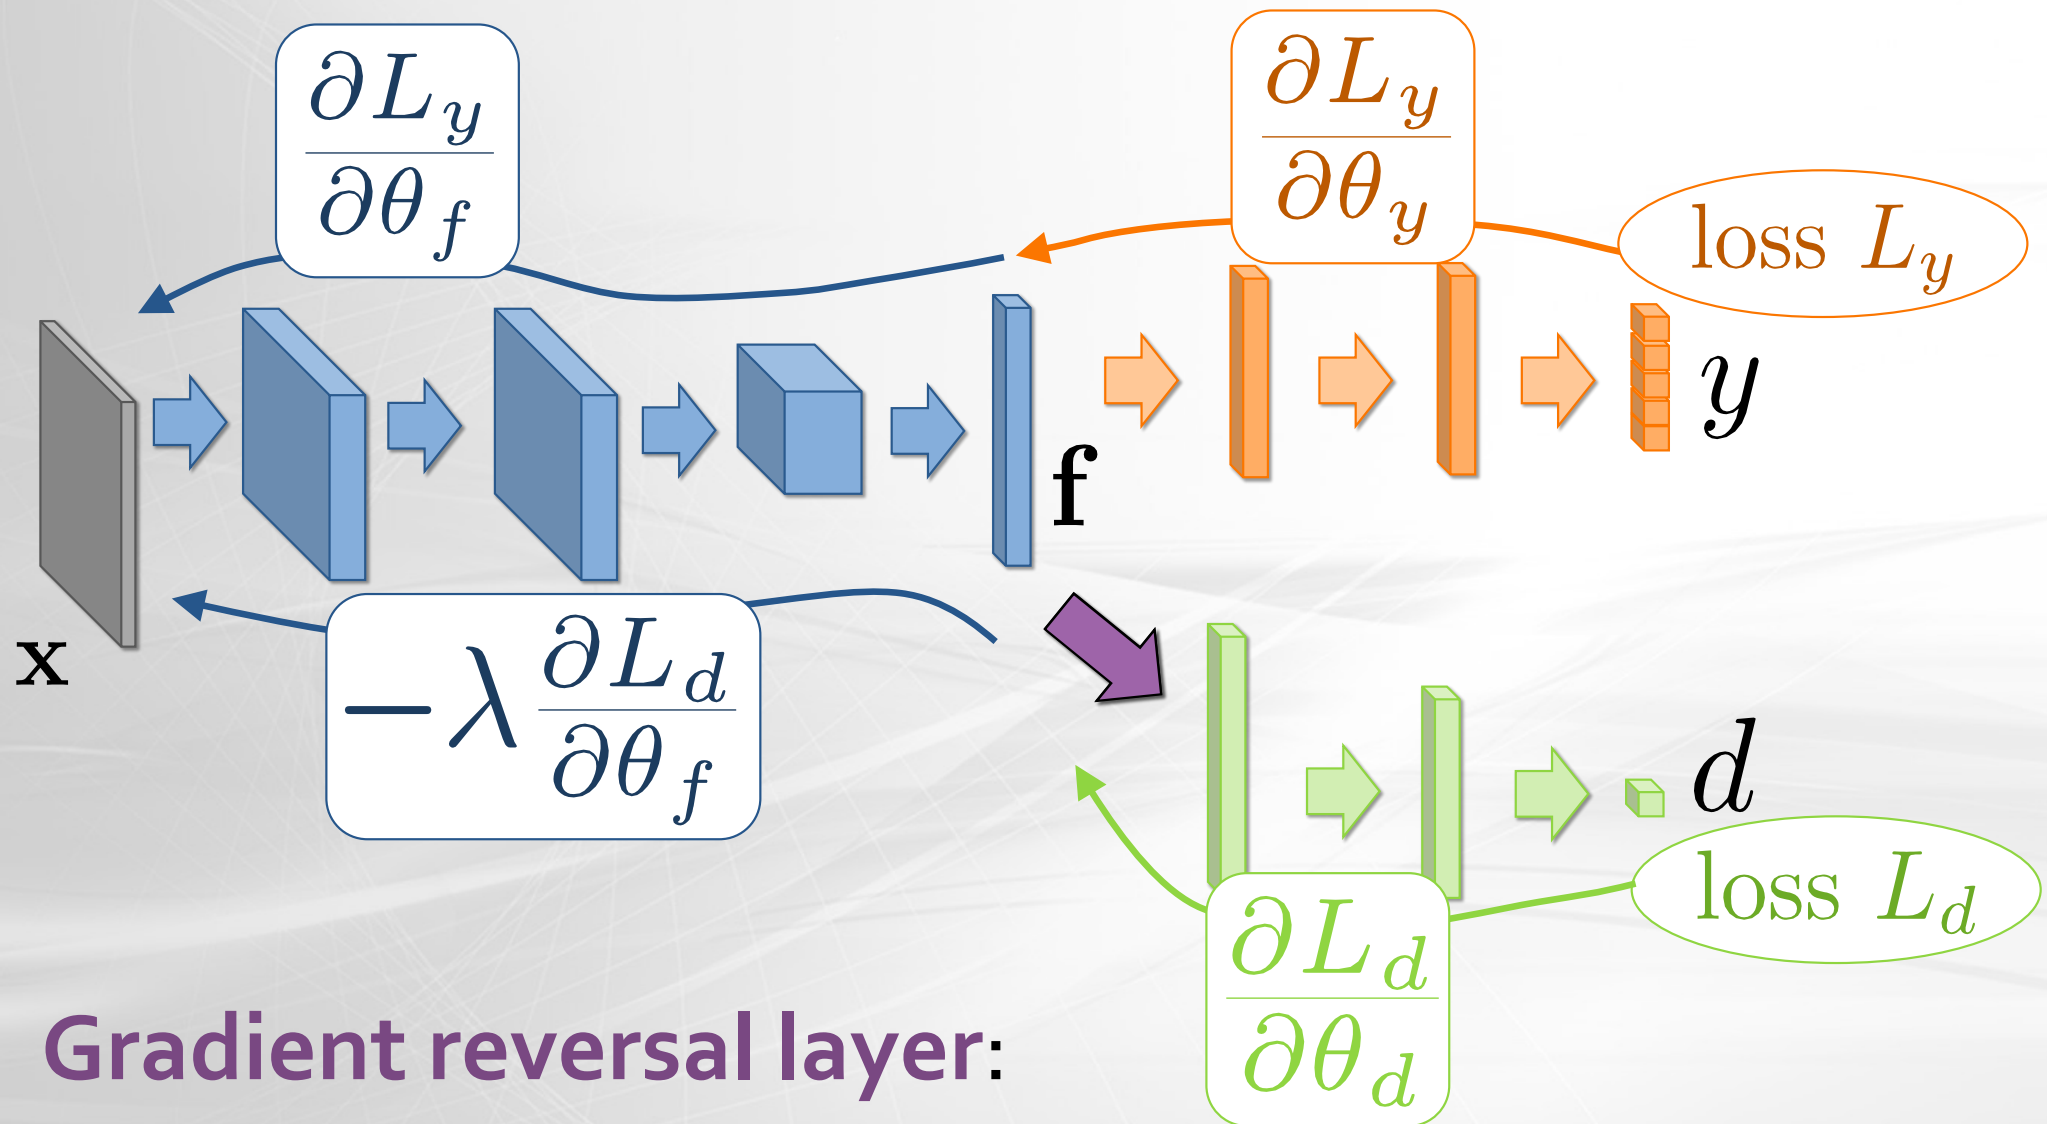 ∂L_y / ∂θ_f
∂L_y / ∂θ_y
loss L_y
y
f
x
−λ ∂L_d / ∂θ_f
d
loss L_d
∂L_d / ∂θ_d
Gradient reversal layer: